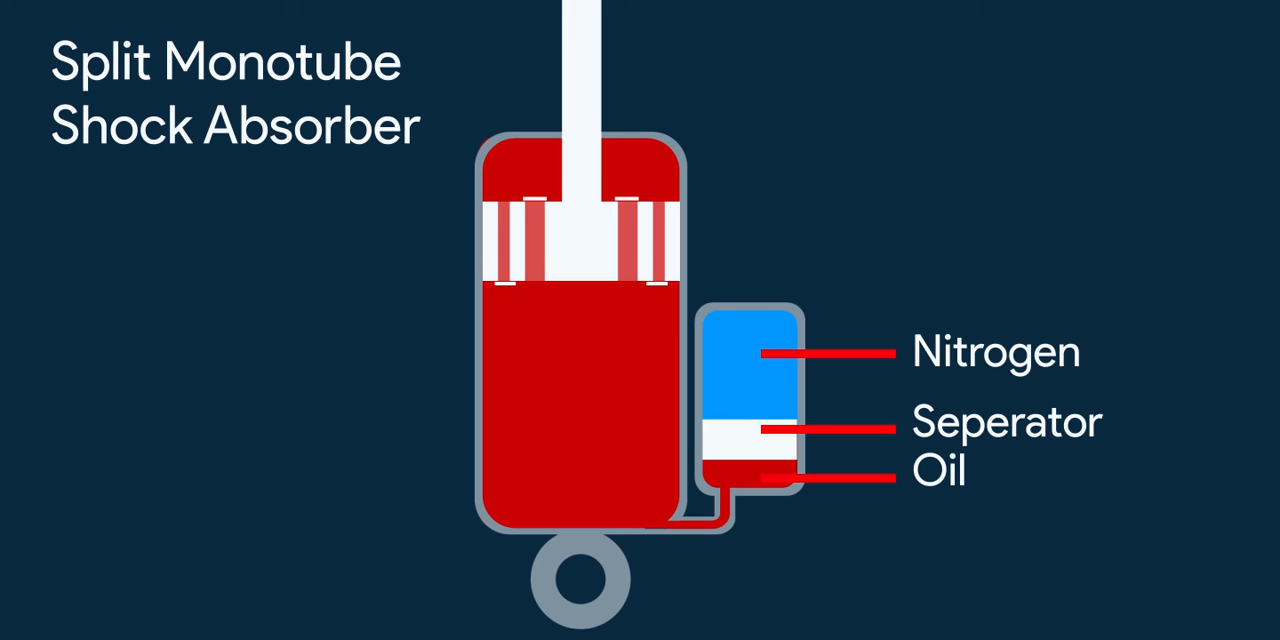 Split Monotube
Shock Absorber
Nitrogen
Seperator
Oil